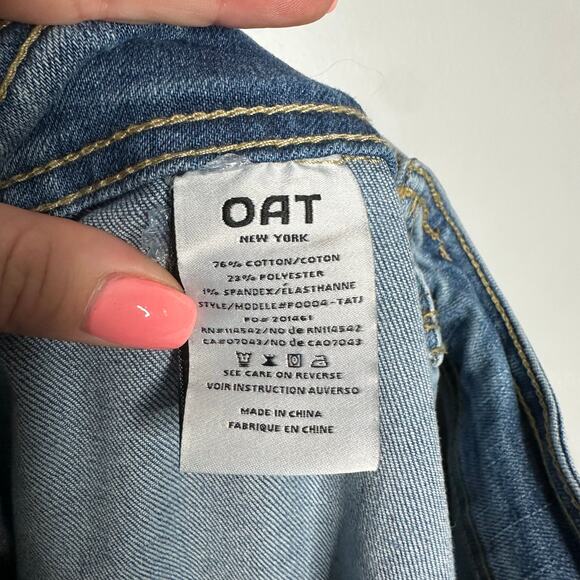 OAT
NEW YORK
76% COTTON/COTON
23% POLYESTER
1% SPANDEX/ÉLASTHANNE
STYLE/MODELE#P0004-TATJ
PO# 201461
RN#114542/NO de RN114542
CA#07043/NO de CA07043
SEE CARE ON REVERSE
VOIR INSTRUCTION AUVERSO
MADE IN CHINA
FABRIQUE EN CHINE